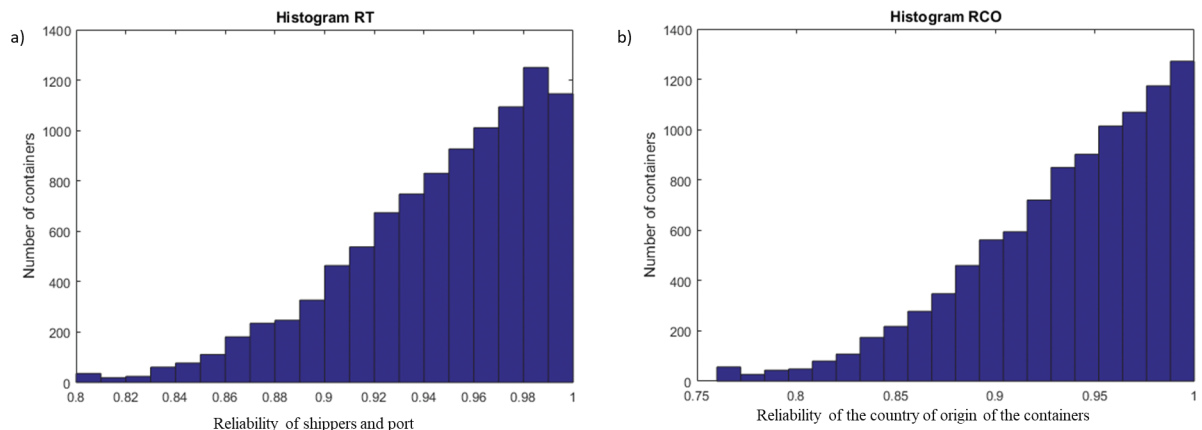 a)
Histogram RT
1400
1200
1000
800
600
400
200
0
Number of containers
0.8 0.82 0.84 0.86 0.88 0.9 0.92 0.94 0.96 0.98 1
Reliability of shippers and port
b)
Histogram RCO
1400
1200
1000
800
600
400
200
0
Number of containers
0.75 0.8 0.85 0.9 0.95 1
Reliability of the country of origin of the containers